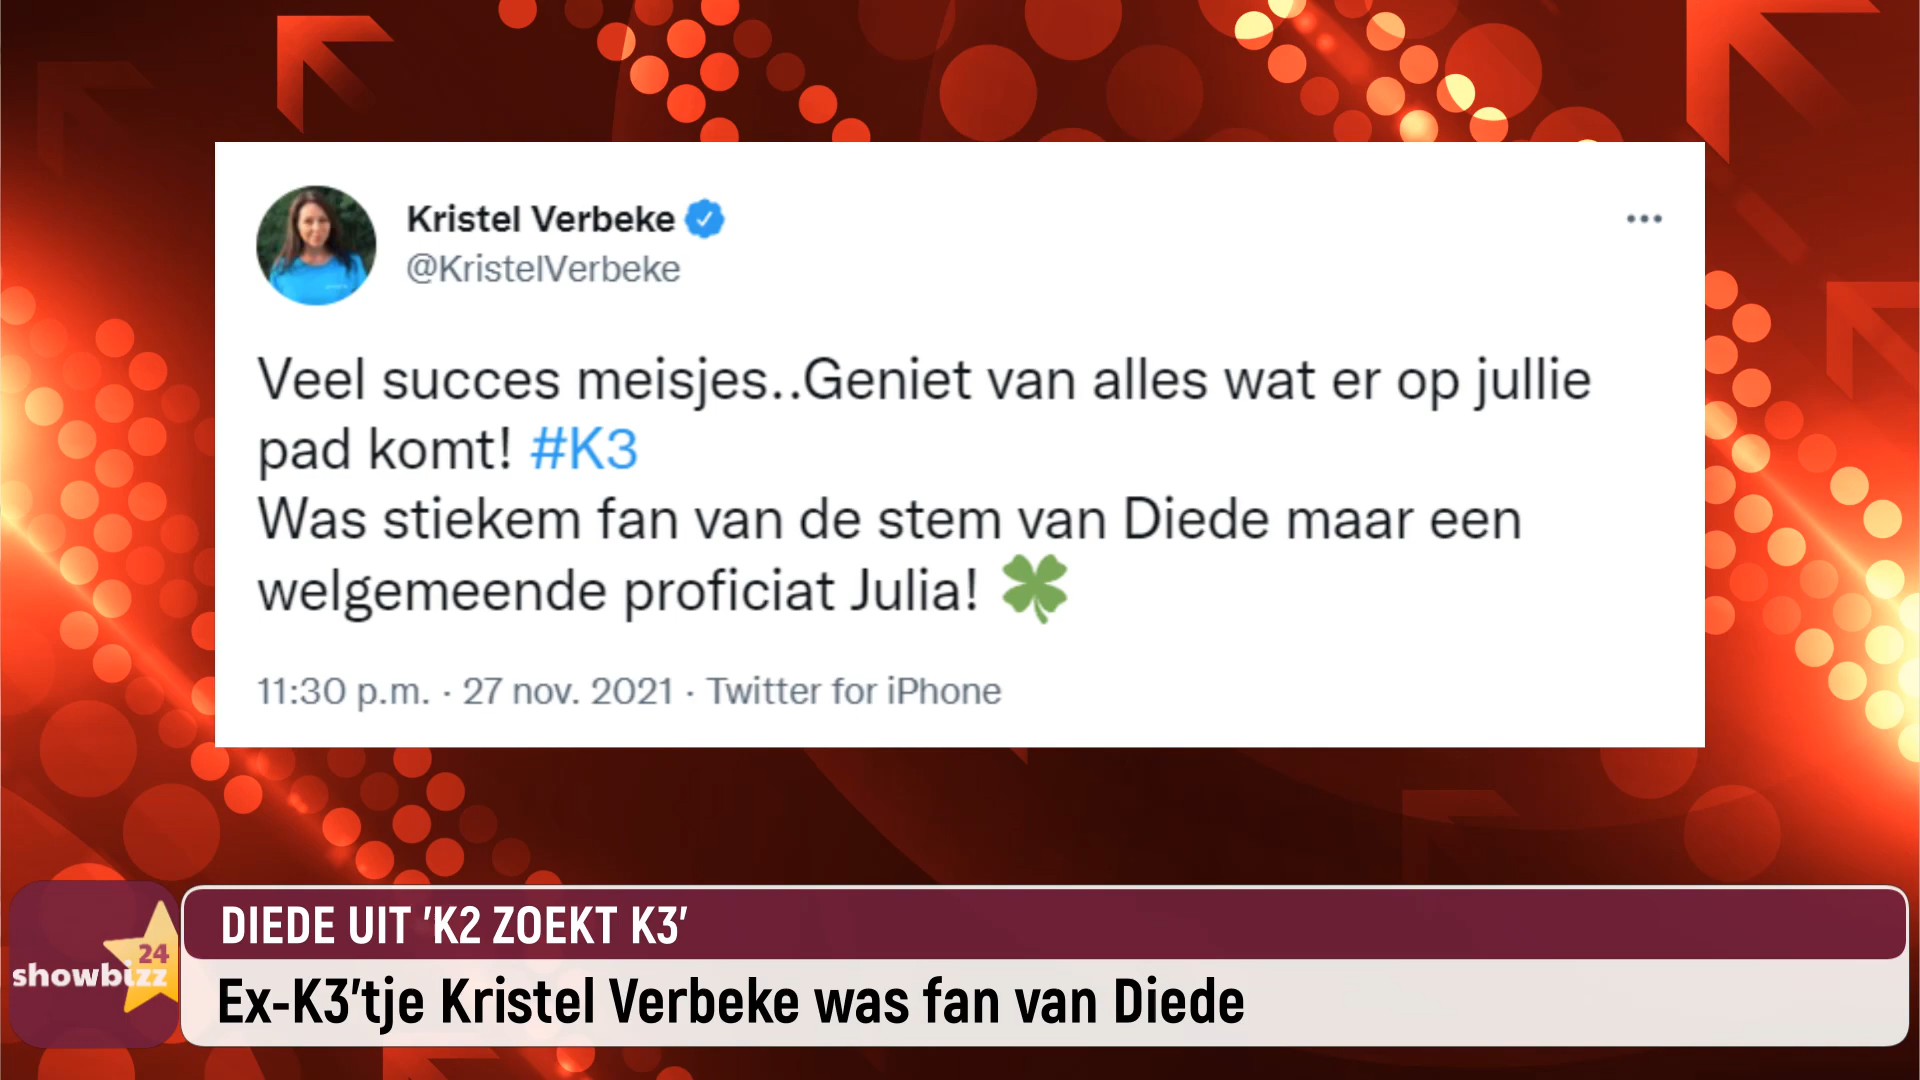 Kristel Verbeke
@KristelVerbeke
Veel succes meisjes..Geniet van alles wat er op jullie
pad komt! #K3
Was stiekem fan van de stem van Diede maar een
welgemeende proficiat Julia! 🍀
11:30 p.m. · 27 nov. 2021 · Twitter for iPhone
DIEDE UIT 'K2 ZOEKT K3'
24
showbizz
Ex-K3'tje Kristel Verbeke was fan van Diede